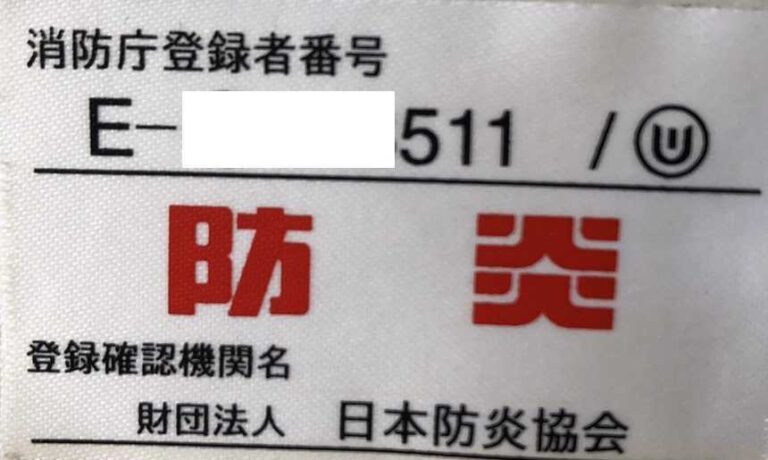 消防庁登録者番号
E- 511 / Ⓤ
防炎
登録確認機関名
財団法人 日本防炎協会